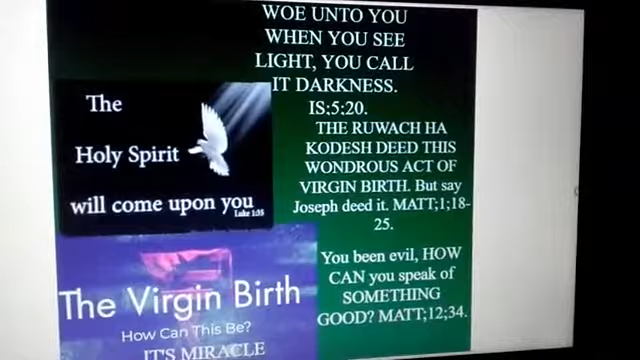 WOE UNTO YOU
WHEN YOU SEE
LIGHT, YOU CALL
IT DARKNESS.
IS;5:20.
THE RUWACH HA
KODESH DEED THIS
WONDROUS ACT OF
VIRGIN BIRTH. But say
Joseph deed it. MATT;1;18-
25.
You been evil, HOW
CAN you speak of
SOMETHING
GOOD? MATT;12;34.
The
Holy Spirit
will come upon you
Luke 1:35
The Virgin Birth
How Can This Be?
IT'S MIRACLE